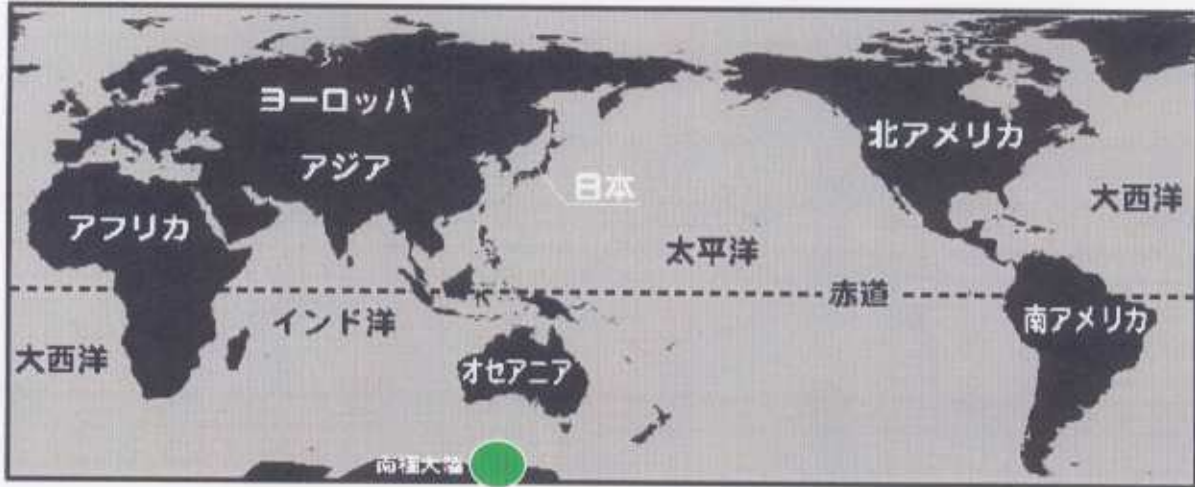 ヨーロッパ
アジア
アフリカ
日本
北アメリカ
大西洋
太平洋
赤道
インド洋
南アメリカ
大西洋
オセアニア
南極大陸